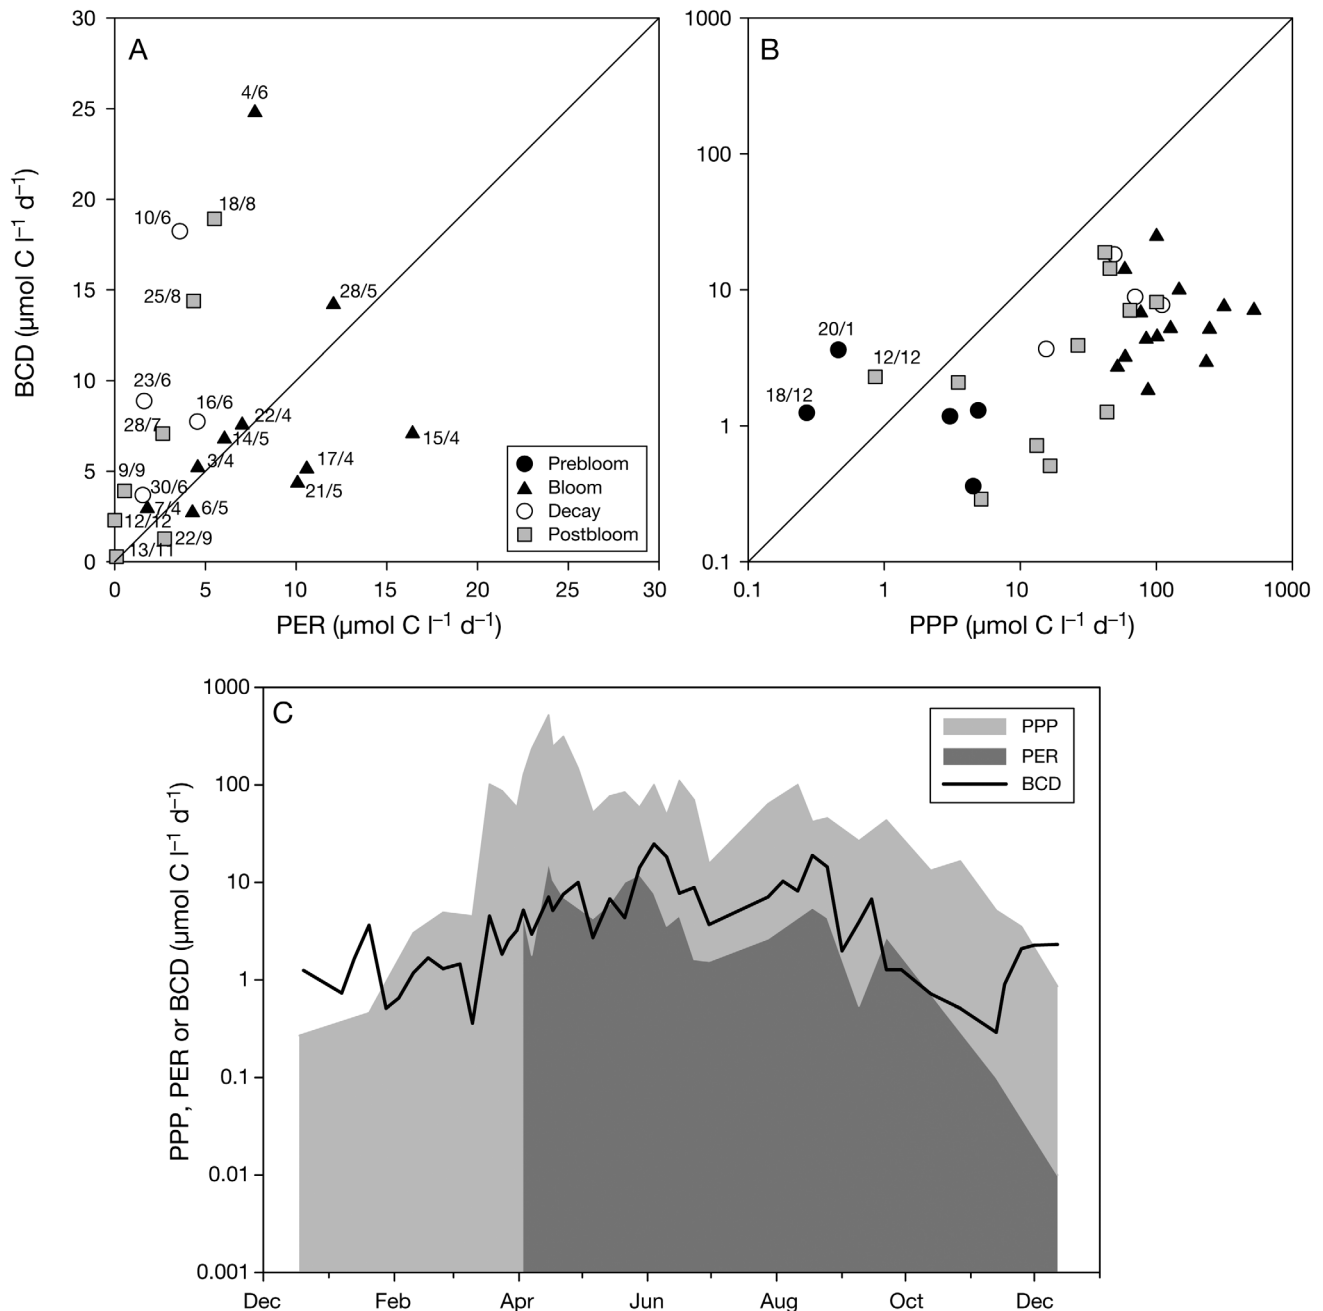 A
30
25
20
15
10
5
0
BCD (µmol C l–1 d–1)
4/6
18/8
10/6
25/8
28/5
23/6
16/6
22/4
28/7
14/5
15/4
9/9
3/4
17/4
30/6
21/5
7/4
6/5
12/12
22/9
13/11
Prebloom
Bloom
Decay
Postbloom
0 5 10 15 20 25 30
PER (µmol C l–1 d–1)
B
1000
100
10
1
0.1
20/1
12/12
18/12
0.1 1 10 100 1000
PPP (µmol C l–1 d–1)
C
1000
100
10
1
0.1
0.01
0.001
PPP, PER or BCD (µmol C l–1 d–1)
PPP
PER
BCD
Dec Feb Apr Jun Aug Oct Dec